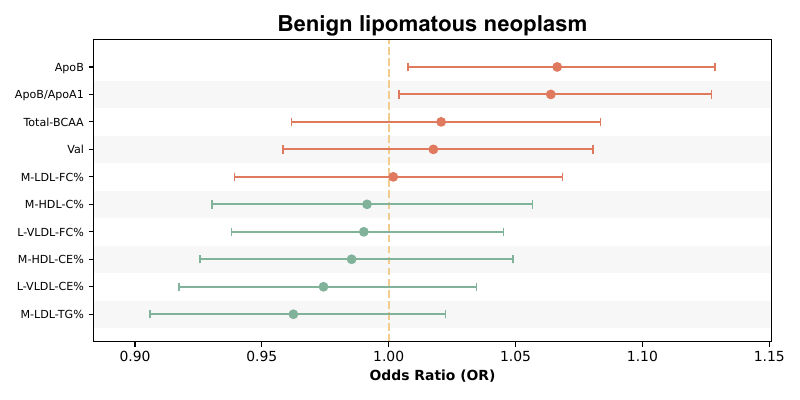 Benign lipomatous neoplasm
ApoB
ApoB/ApoA1
Total-BCAA
Val
M-LDL-FC%
M-HDL-C%
L-VLDL-FC%
M-HDL-CE%
L-VLDL-CE%
M-LDL-TG%
0.90 0.95 1.00 1.05 1.10 1.15
Odds Ratio (OR)